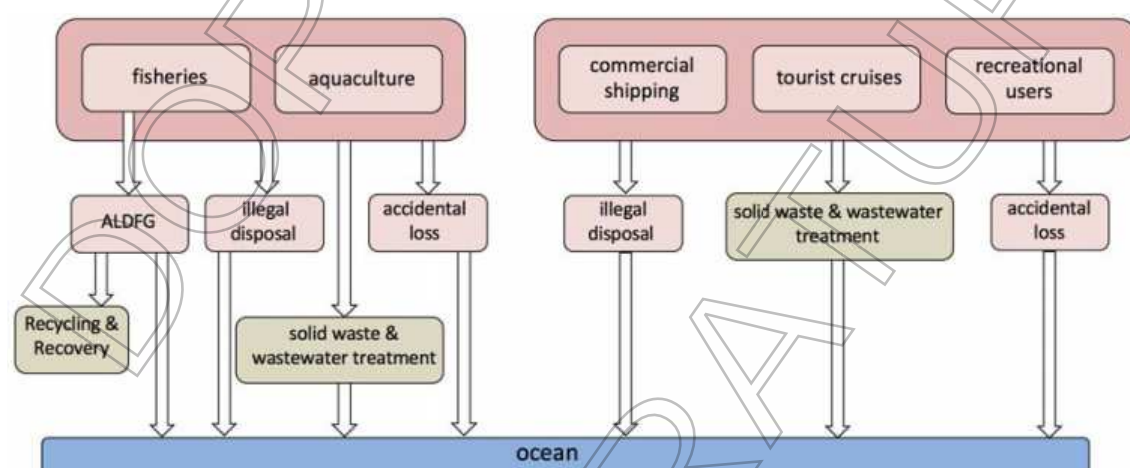 fisheries
aquaculture
commercial
shipping
tourist cruises
recreational
users
ALDFG
illegal
disposal
accidental
loss
illegal
disposal
solid waste & wastewater
treatment
accidental
loss
Recycling &
Recovery
solid waste &
wastewater treatment
ocean